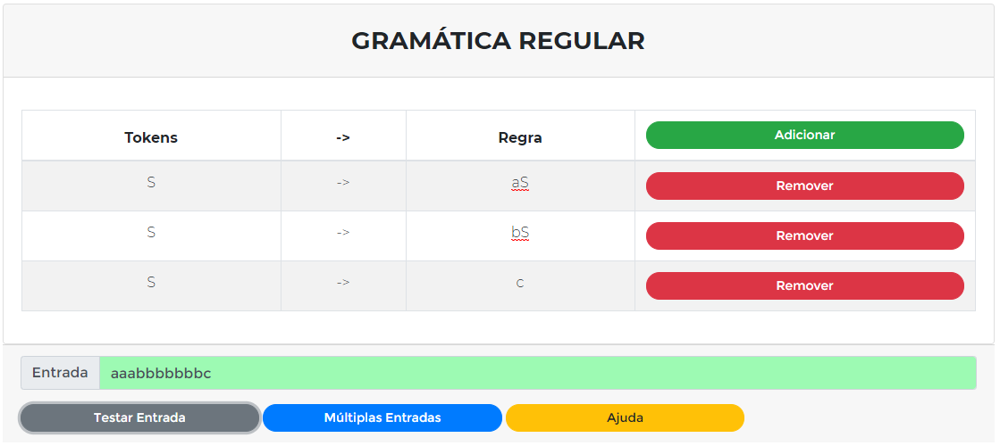 GRAMÁTICA REGULAR
Tokens -> Regra Adicionar
S -> aS Remover
S -> bS Remover
S -> c Remover
Entrada aaabbbbbbbc
Testar Entrada Múltiplas Entradas Ajuda